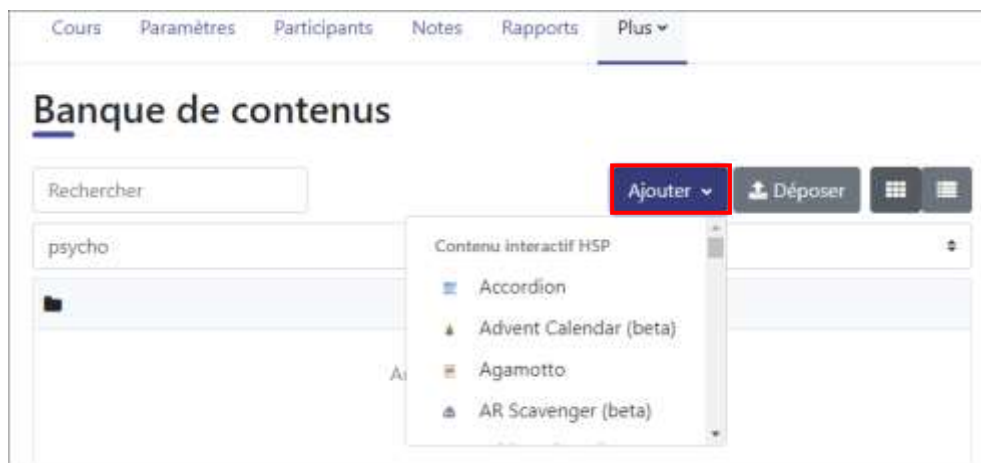 Cours Paramètres Participants Notes Rapports Plus
Banque de contenus
Rechercher Ajouter Déposer
psycho
Contenu interactif H5P
Accordion
Advent Calendar (beta)
Agamotto
AR Scavenger (beta)